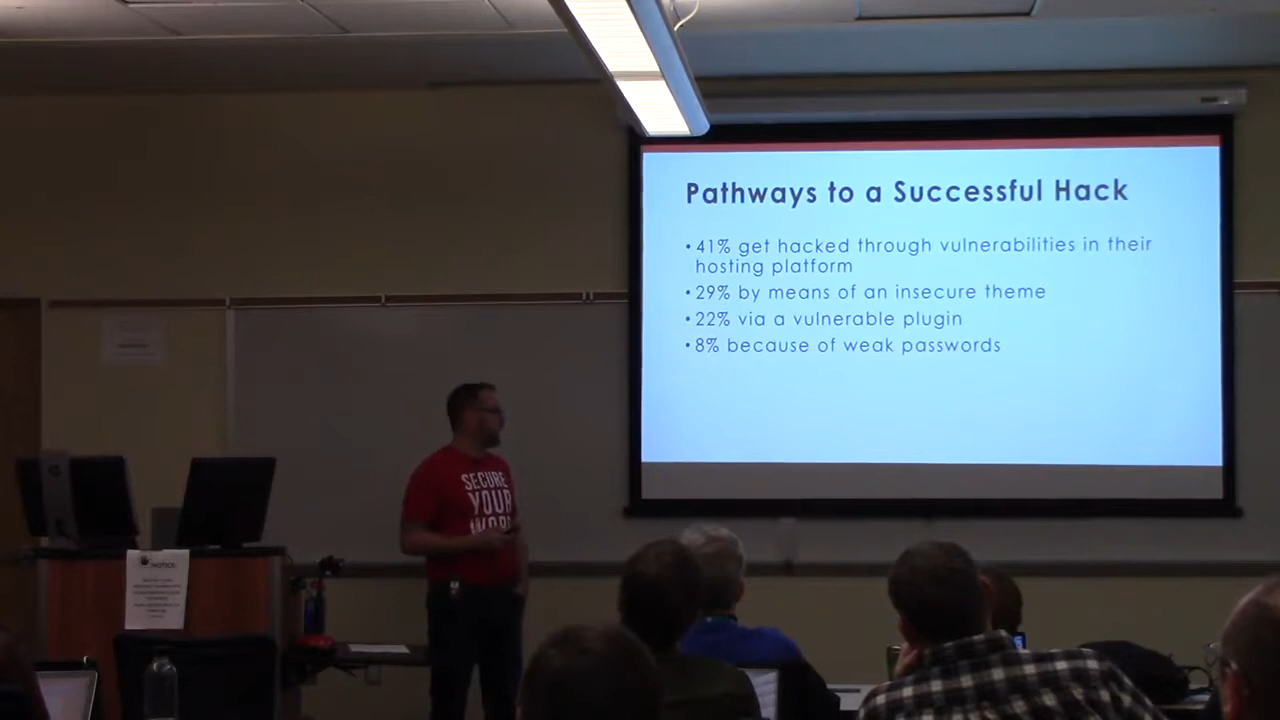 Pathways to a Successful Hack
• 41% get hacked through vulnerabilities in their
hosting platform
• 29% by means of an insecure theme
• 22% via a vulnerable plugin
• 8% because of weak passwords
SECURE
YOUR
NOTICE